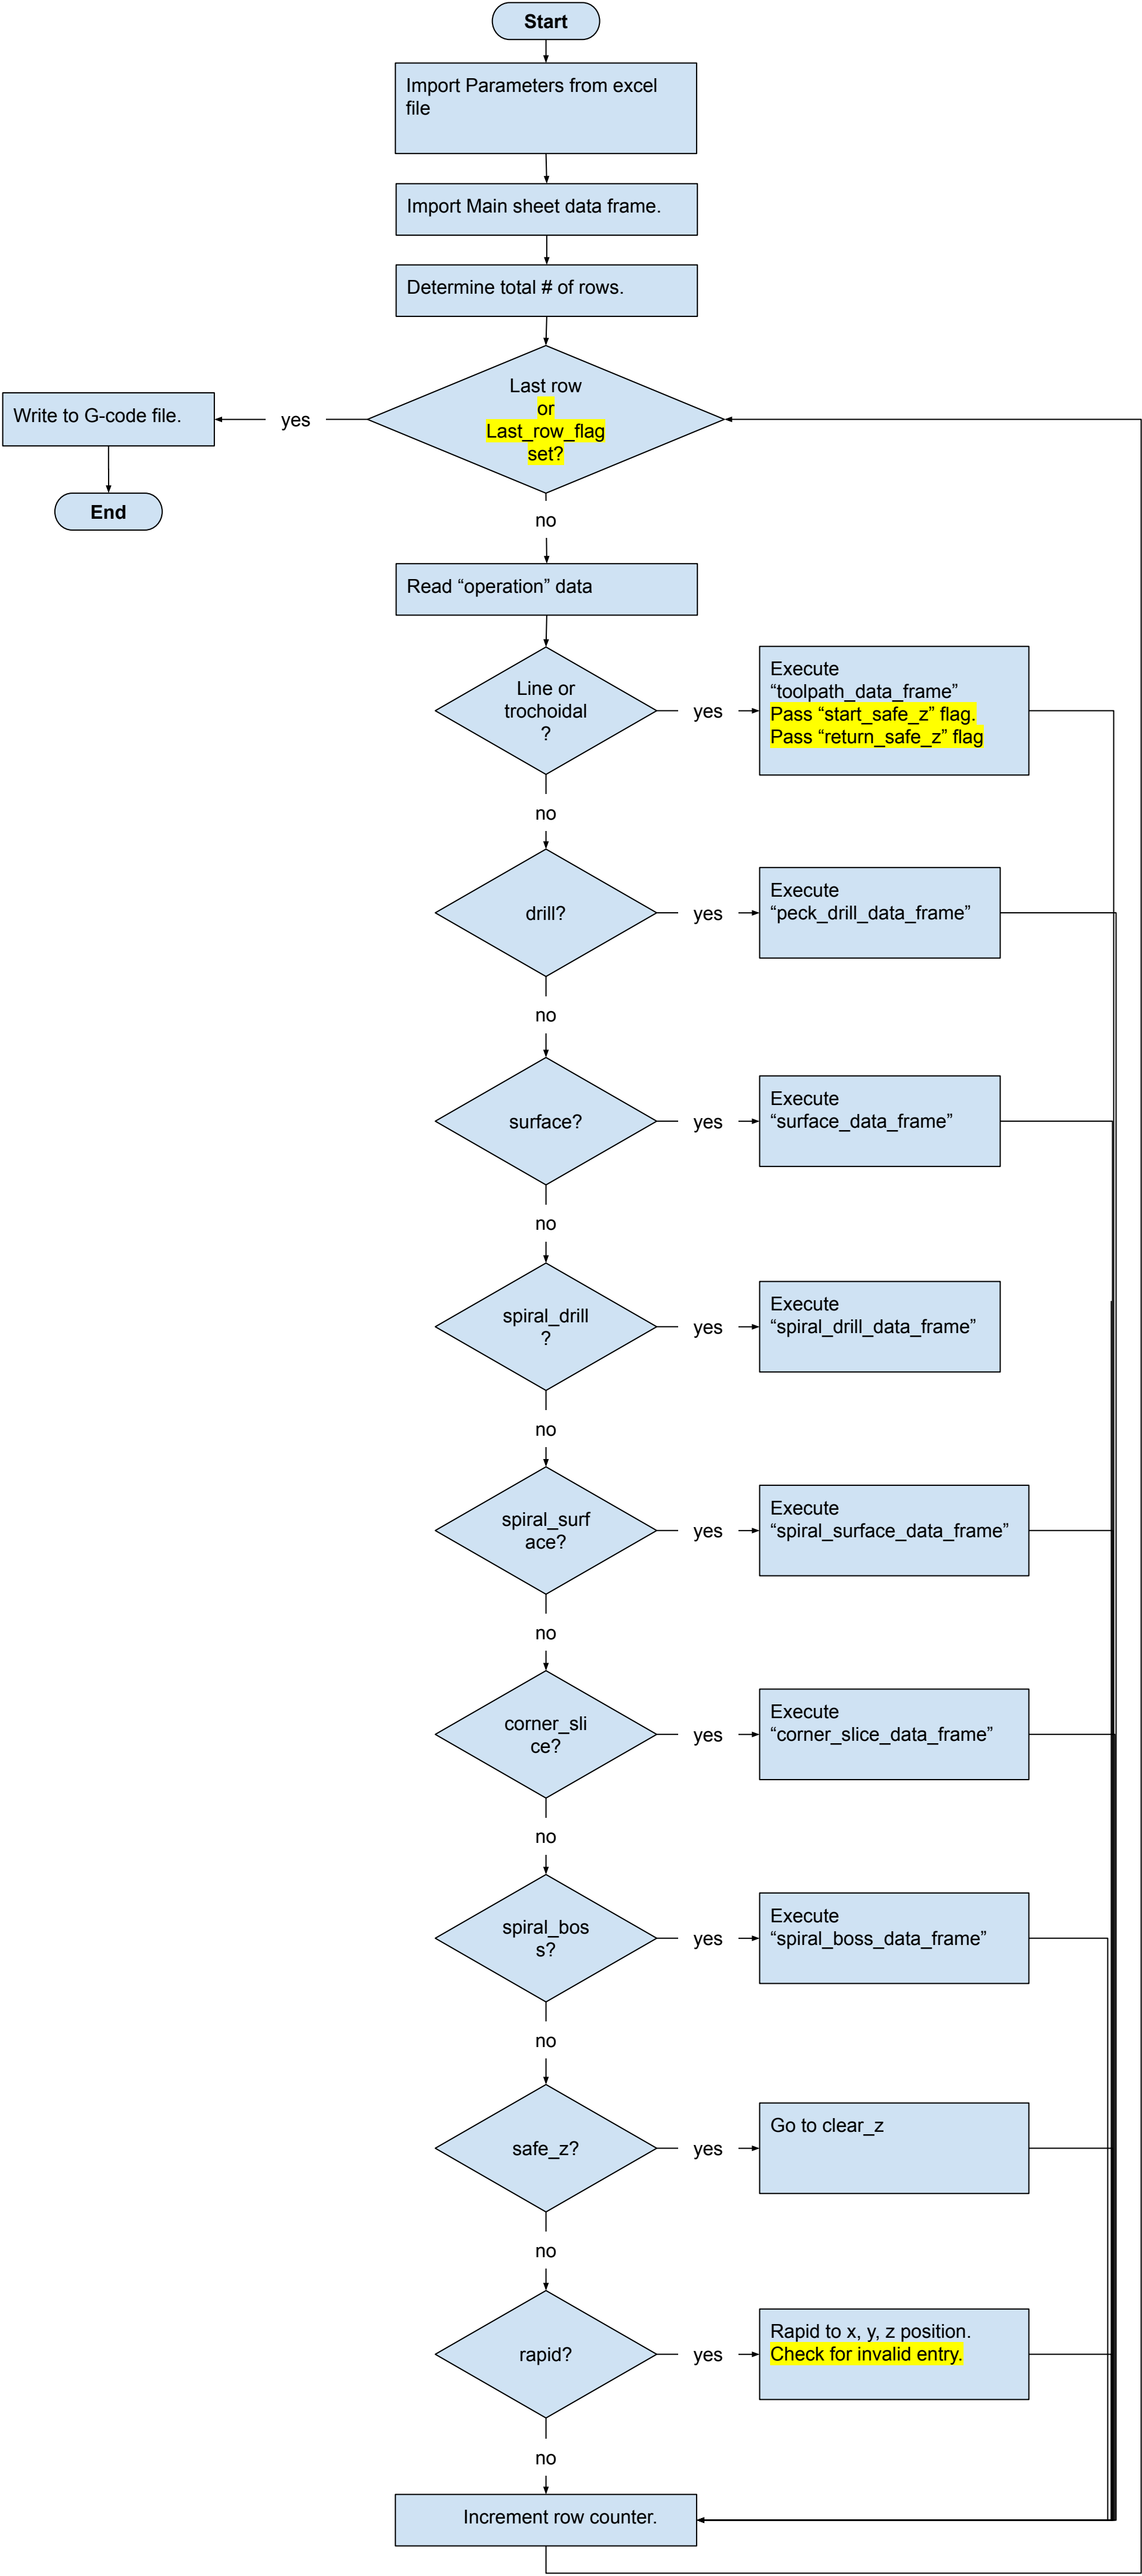 Start
Import Parameters from excel
file
Import Main sheet data frame.
Determine total # of rows.
Last row
or
Last_row_flag
set?
yes
Write to G-code file.
End
no
Read “operation” data
Line or
trochoidal
?
yes
Execute
“toolpath_data_frame”
Pass “start_safe_z” flag.
Pass “return_safe_z” flag
no
drill?
yes
Execute
“peck_drill_data_frame”
no
surface?
yes
Execute
“surface_data_frame”
no
spiral_drill
?
yes
Execute
“spiral_drill_data_frame”
no
spiral_surf
ace?
yes
Execute
“spiral_surface_data_frame”
no
corner_sli
ce?
yes
Execute
“corner_slice_data_frame”
no
spiral_bos
s?
yes
Execute
“spiral_boss_data_frame”
no
safe_z?
yes
Go to clear_z
no
rapid?
yes
Rapid to x, y, z position.
Check for invalid entry.
no
Increment row counter.